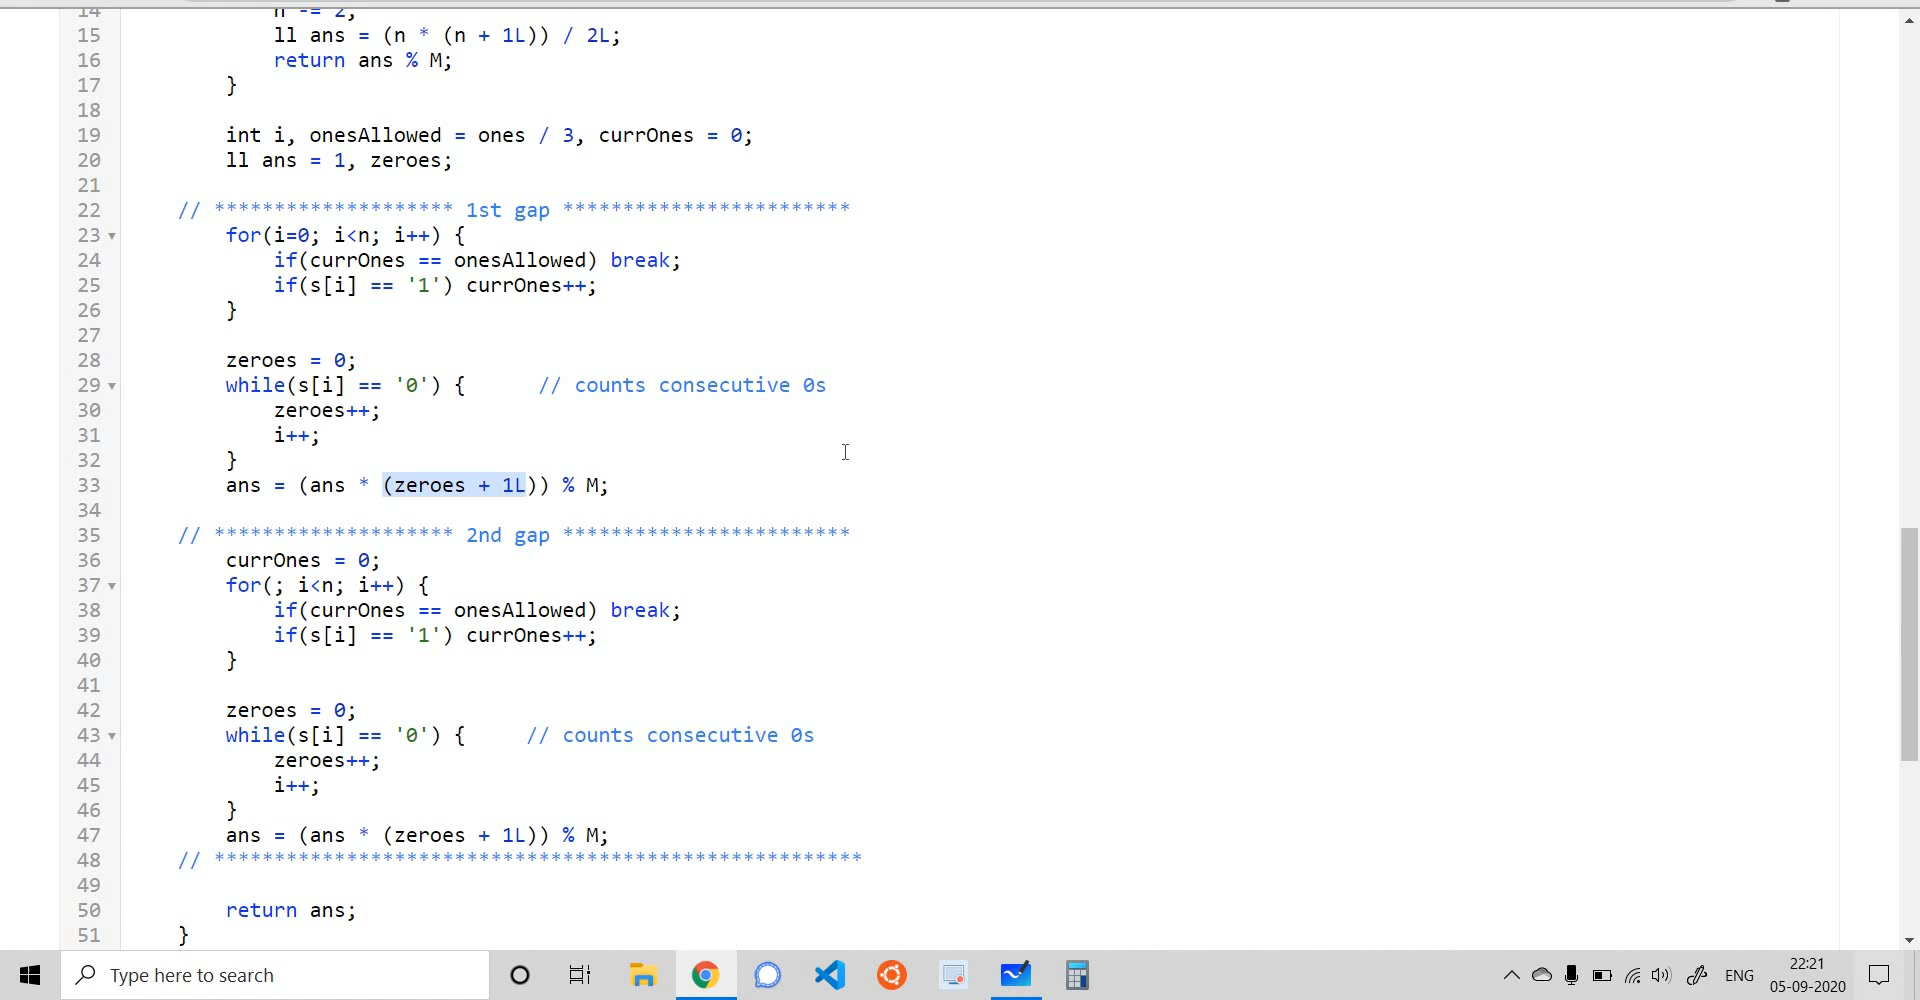 14 n -= 2;
15 ll ans = (n * (n + 1L)) / 2L;
16 return ans % M;
17 }
18
19 int i, onesAllowed = ones / 3, currOnes = 0;
20 ll ans = 1, zeroes;
21
22 // ******************** 1st gap ************************
23 for(i=0; i<n; i++) {
24 if(currOnes == onesAllowed) break;
25 if(s[i] == '1') currOnes++;
26 }
27
28 zeroes = 0;
29 while(s[i] == '0') { // counts consecutive 0s
30 zeroes++;
31 i++;
32 }
33 ans = (ans * (zeroes + 1L)) % M;
34
35 // ******************** 2nd gap ************************
36 currOnes = 0;
37 for(; i<n; i++) {
38 if(currOnes == onesAllowed) break;
39 if(s[i] == '1') currOnes++;
40 }
41
42 zeroes = 0;
43 while(s[i] == '0') { // counts consecutive 0s
44 zeroes++;
45 i++;
46 }
47 ans = (ans * (zeroes + 1L)) % M;
48 // ******************************************************
49
50 return ans;
51 }
Type here to search
ENG
22:21
05-09-2020